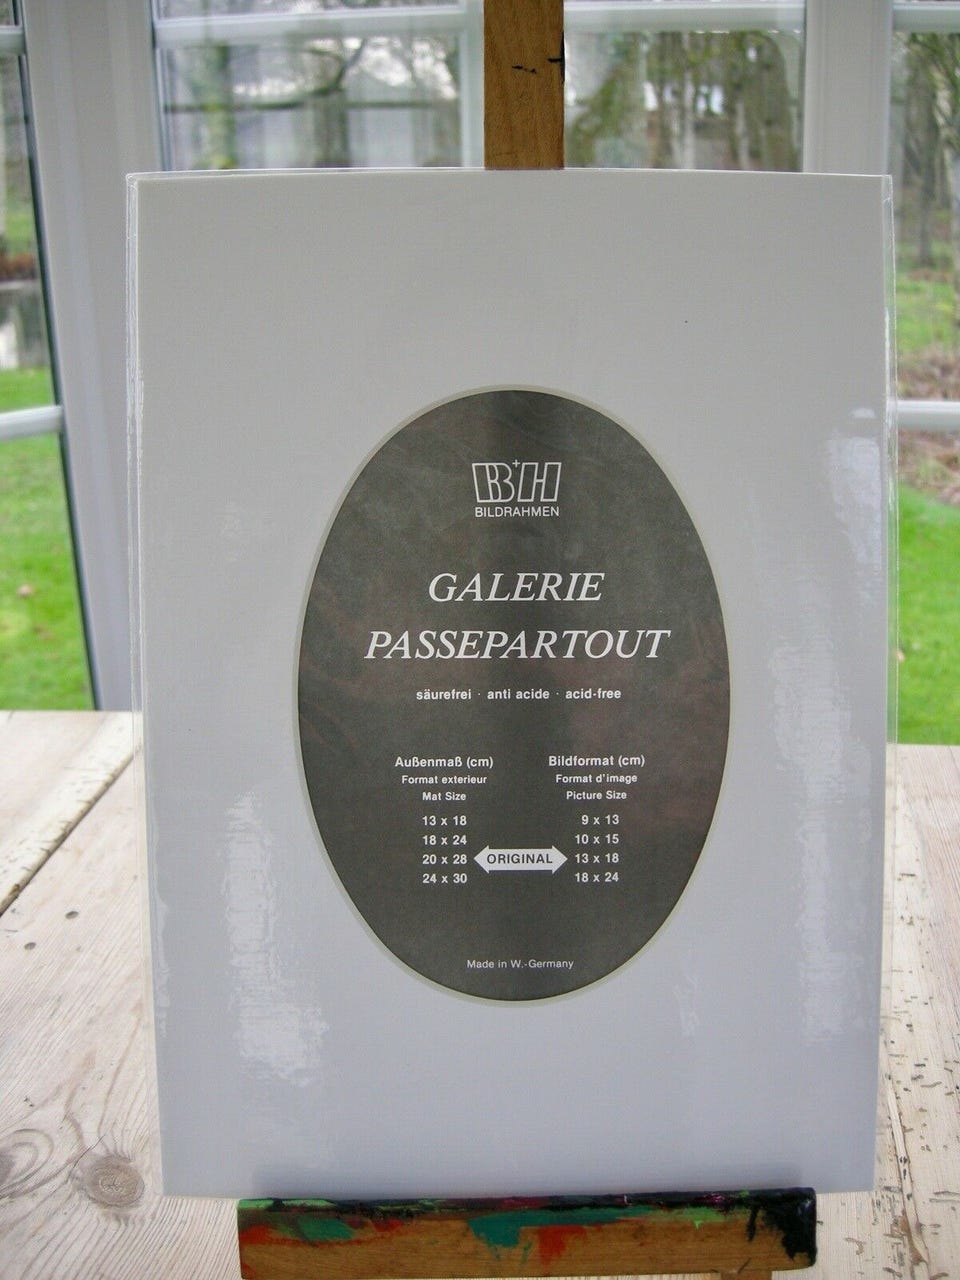 B+H
BILDRAHMEN
GALERIE
PASSEPARTOUT
säurefrei · anti acide · acid-free
Außenmaß (cm) Bildformat (cm)
Format exterieur Format d'image
Mat Size Picture Size
13 x 18 9 x 13
18 x 24 10 x 15
20 x 28 ORIGINAL 13 x 18
24 x 30 18 x 24
Made in W.-Germany